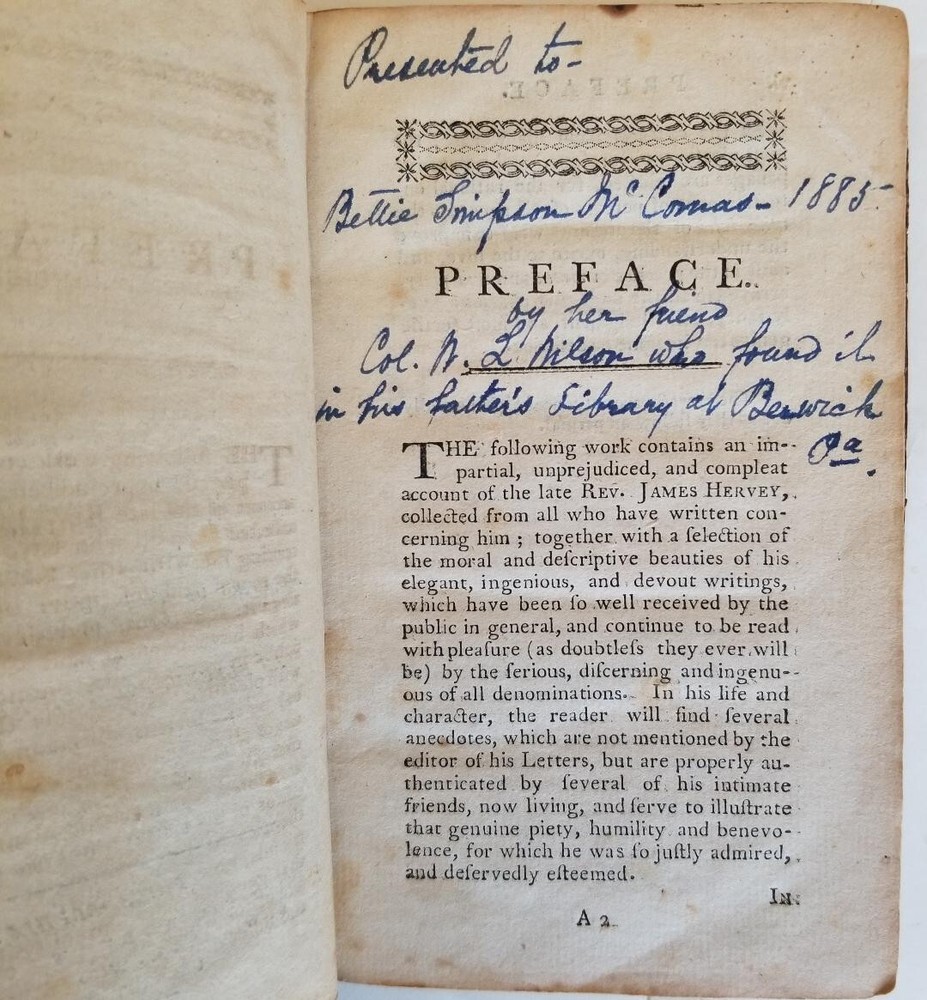 Presented to-
Bettie Simpson McComas- 1885-
PREFACE.
by her friend
Col. W. L Wilson who found it
in his father's Library at Berwick
Pa.
THE following work contains an im-
partial, unprejudiced, and compleat
account of the late REV. JAMES HERVEY,
collected from all who have written con-
cerning him ; together with a ſelection of
the moral and deſcriptive beauties of his
elegant, ingenious, and devout writings,
which have been ſo well received by the
public in general, and continue to be read
with pleaſure (as doubtleſs they ever will
be) by the ſerious, diſcerning and ingenu-
ous of all denominations. In his life and
character, the reader will find ſeveral
anecdotes, which are not mentioned by the
editor of his Letters, but are properly au-
thenticated by ſeveral of his intimate
friends, now living, and ſerve to illuſtrate
that genuine piety, humility and benevo-
lence, for which he was ſo juſtly admired,
and deſervedly eſteemed.
In
A 2